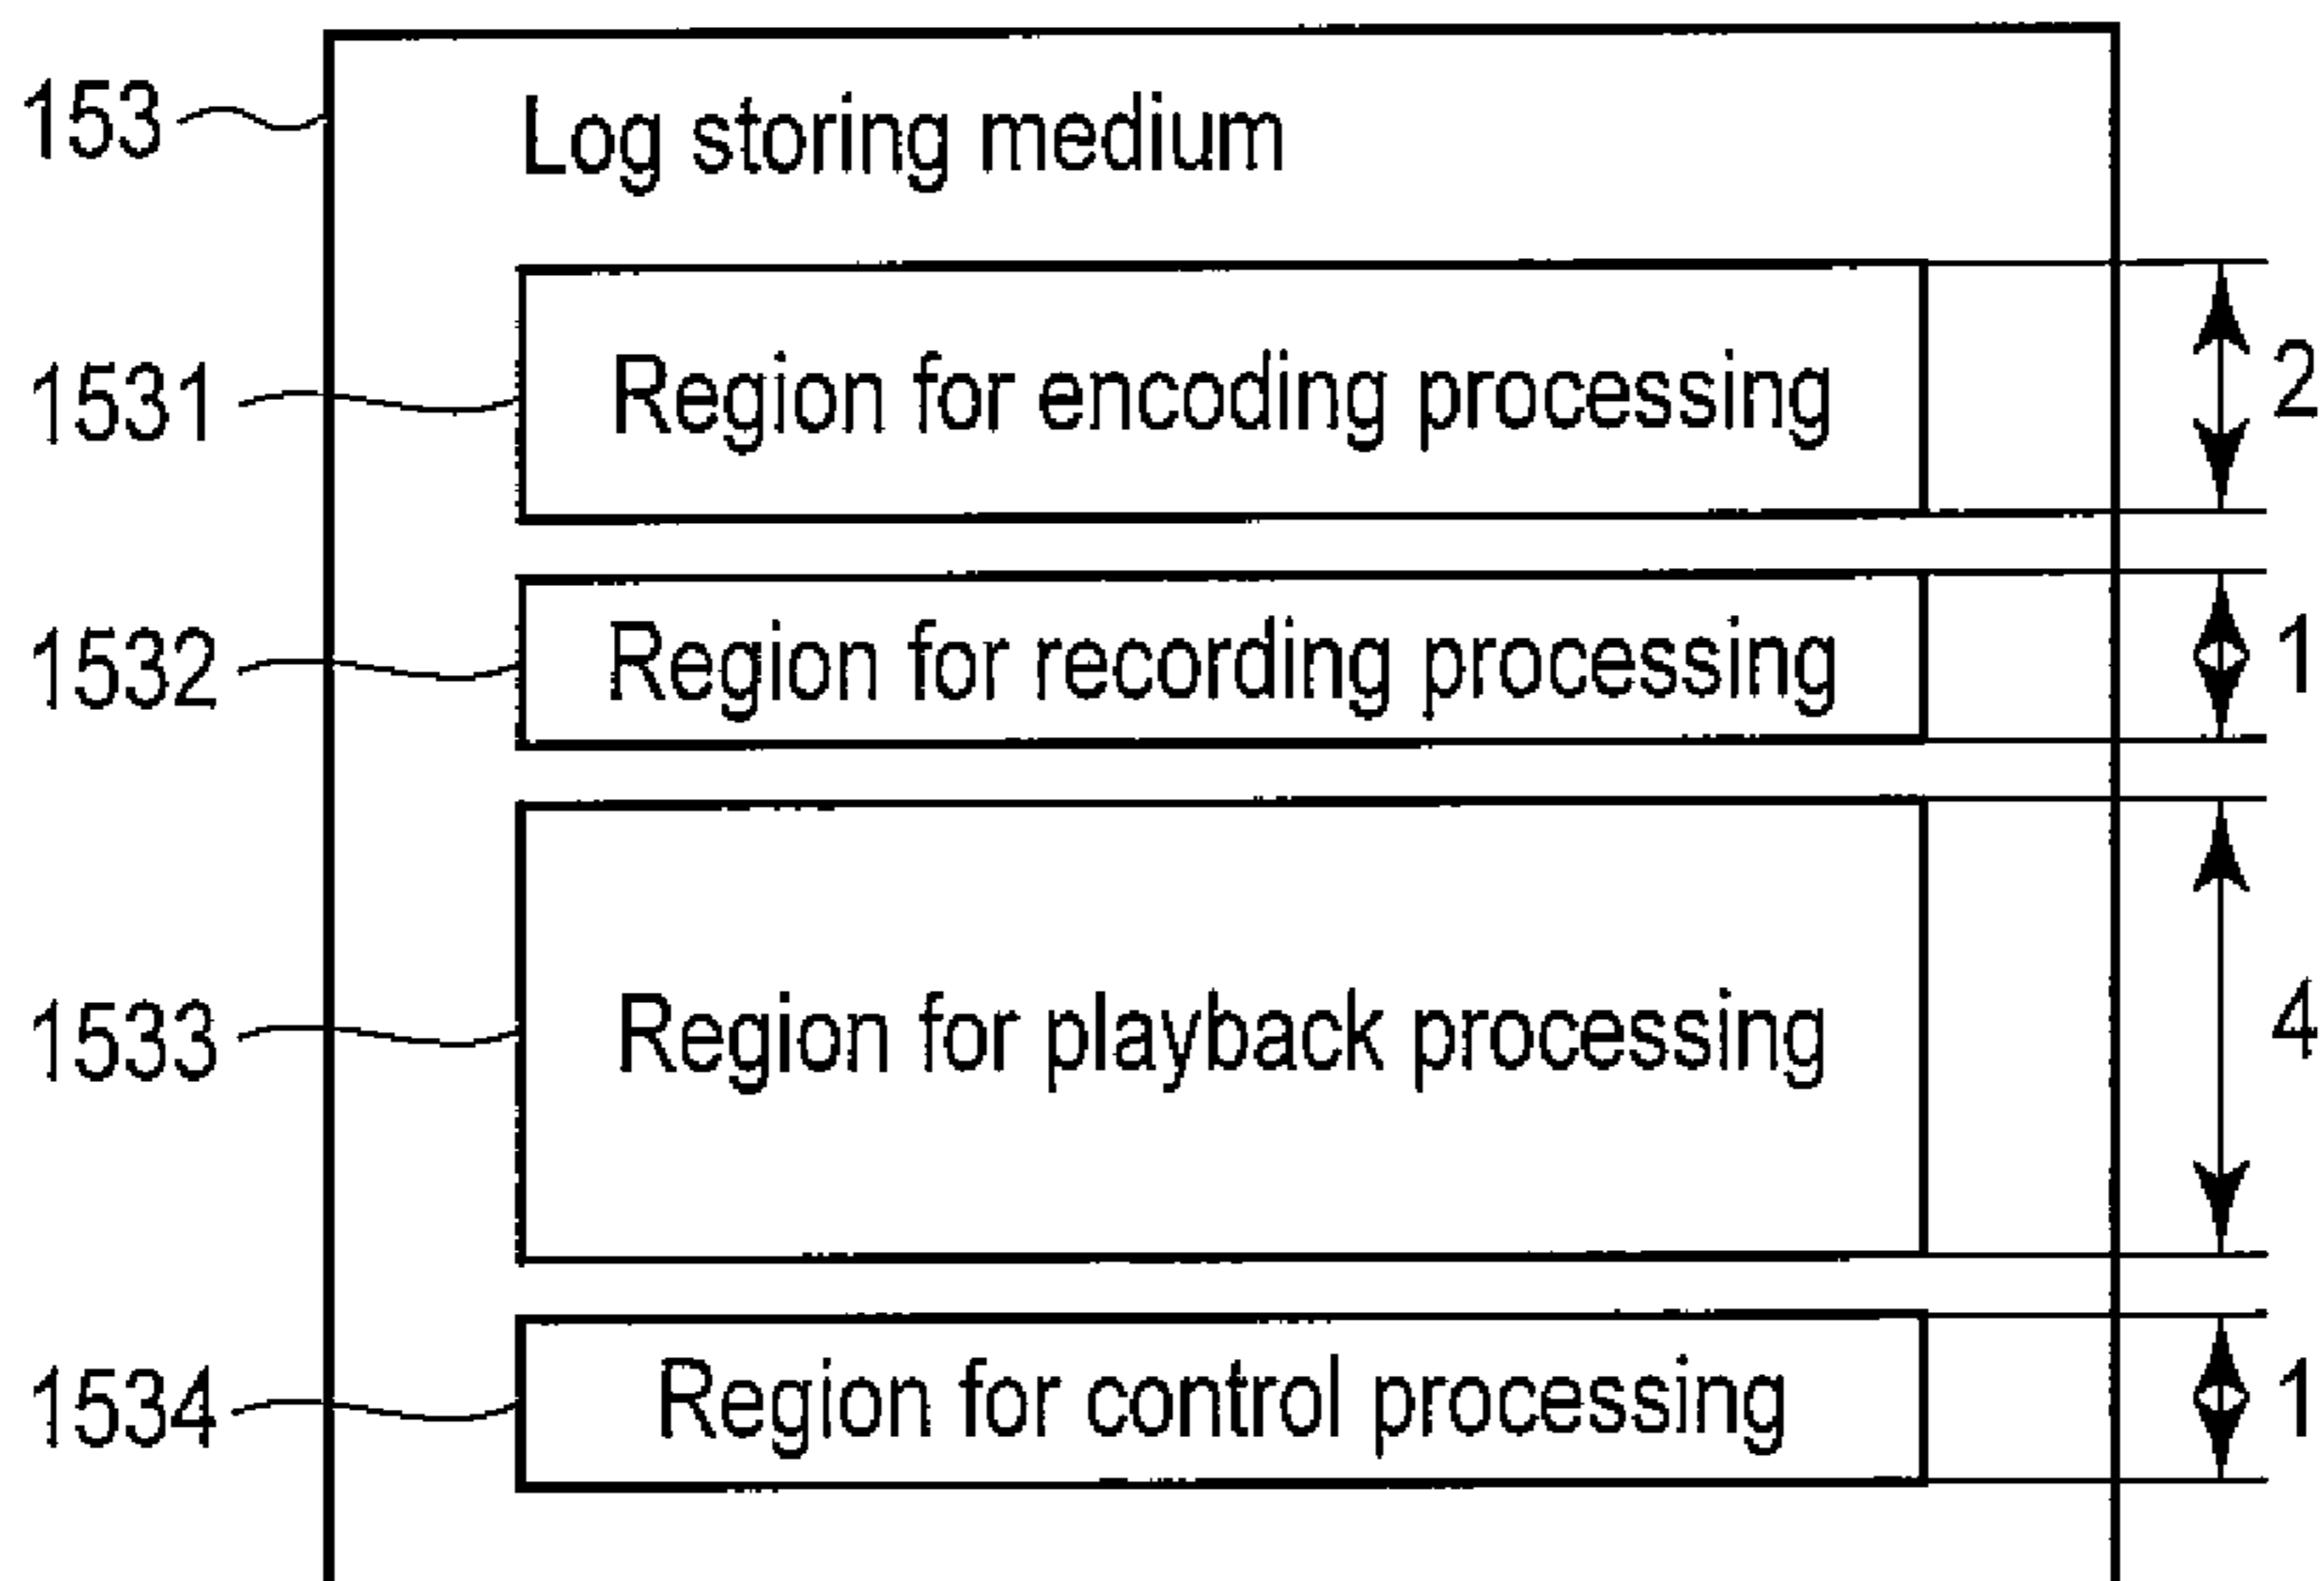 153 Log storing medium
1531 Region for encoding processing 2
1532 Region for recording processing 1
1533 Region for playback processing 4
1534 Region for control processing 1